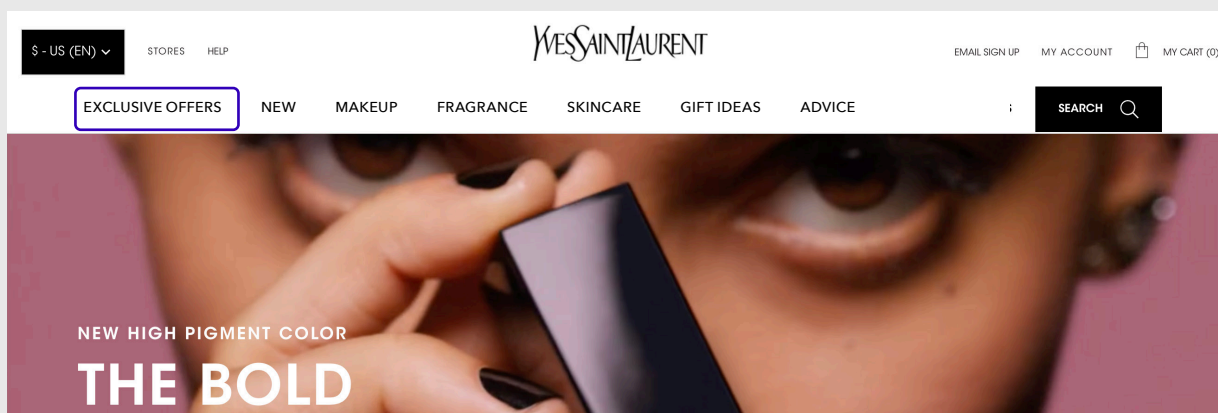 $ - US (EN)
STORES
HELP
YVESSAINTLAURENT
EMAIL SIGN UP
MY ACCOUNT
MY CART (0)
EXCLUSIVE OFFERS
NEW
MAKEUP
FRAGRANCE
SKINCARE
GIFT IDEAS
ADVICE
SEARCH
NEW HIGH PIGMENT COLOR
THE BOLD